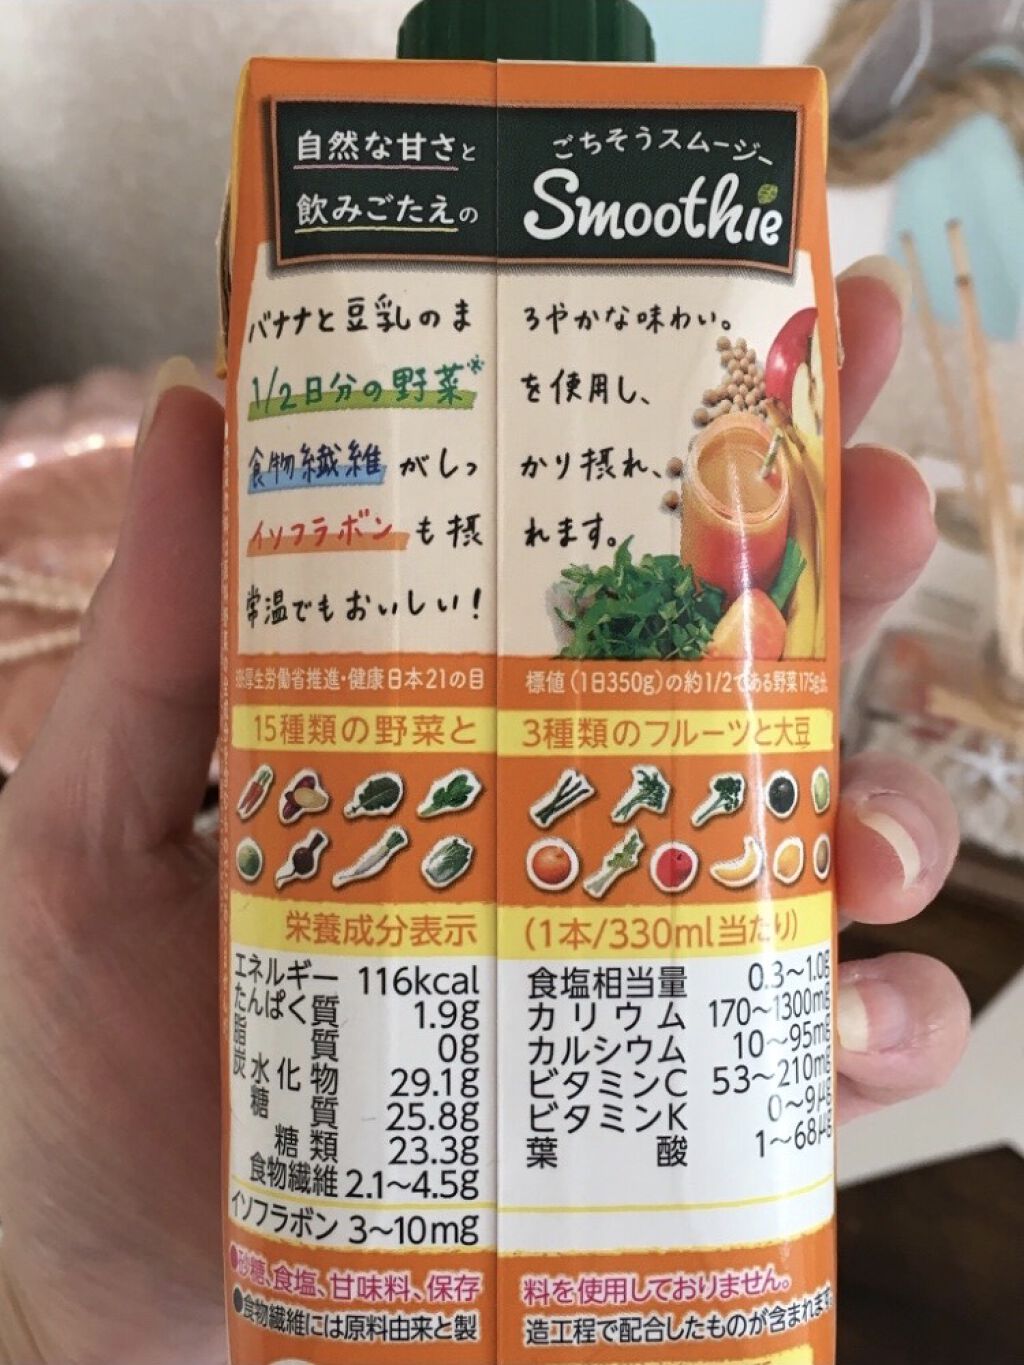 自然な甘さと ごちそうスムージー
飲みごたえの Smoothie
バナナと豆乳のまろやかな味わい。
1/2日分の野菜※を使用し、
食物繊維がしっかり摂れ、
イソフラボンも摂れます。
常温でもおいしい！
※厚生労働省推進・健康日本21の目標値(1日350g)の約1/2である野菜175g分
15種類の野菜と3種類のフルーツと大豆
栄養成分表示(1本/330ml当たり)
エネルギー 116kcal
たんぱく質 1.9g
脂質 0g
炭水化物 29.1g
糖質 25.8g
糖類 23.3g
食物繊維 2.1〜4.5g
イソフラボン 3〜10mg
食塩相当量 0.3〜1.0g
カリウム 170〜1300mg
カルシウム 10〜95mg
ビタミンC 53〜210mg
ビタミンK 0〜9μg
葉酸 1〜68μg
●砂糖、食塩、甘味料、保存料を使用しておりません。
●食物繊維には原料由来と製造工程で配合したものが含まれます。